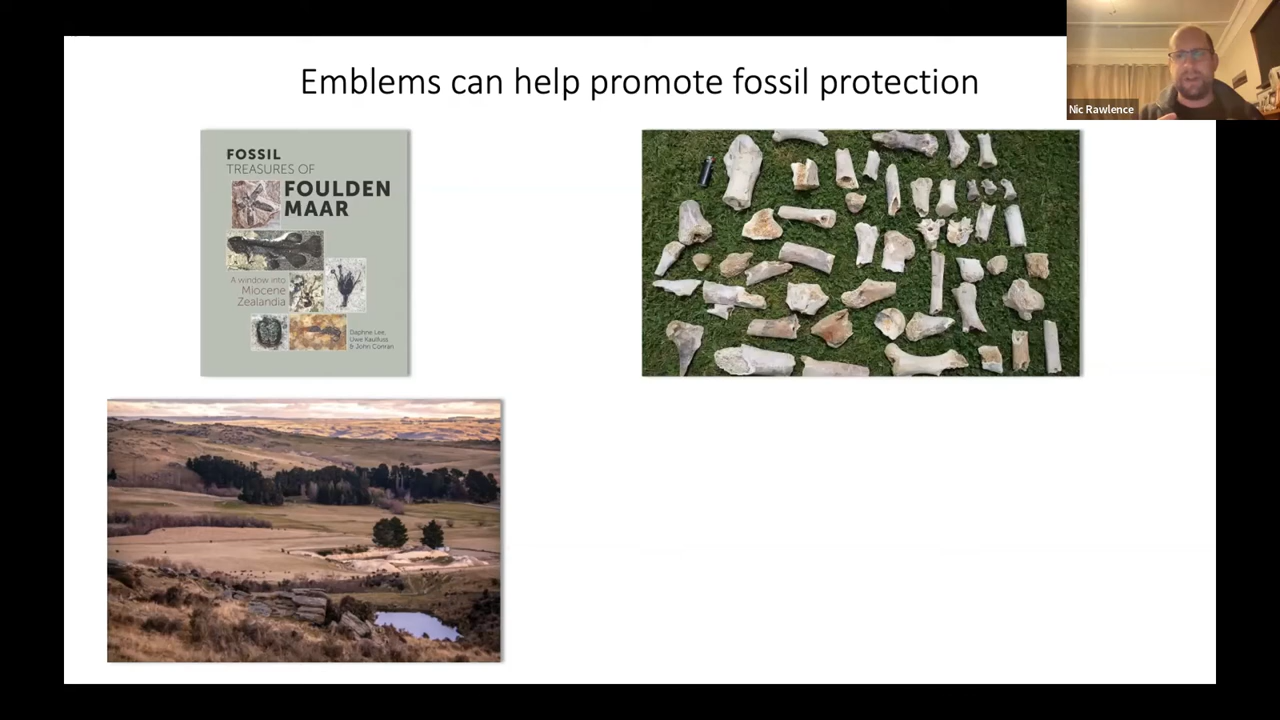 Emblems can help promote fossil protection
Nic Rawlence
FOSSIL
TREASURES OF
FOULDEN
MAAR
A window into
Miocene
Zealandia
Daphne Lee,
Uwe Kaulfuss
& John Conran